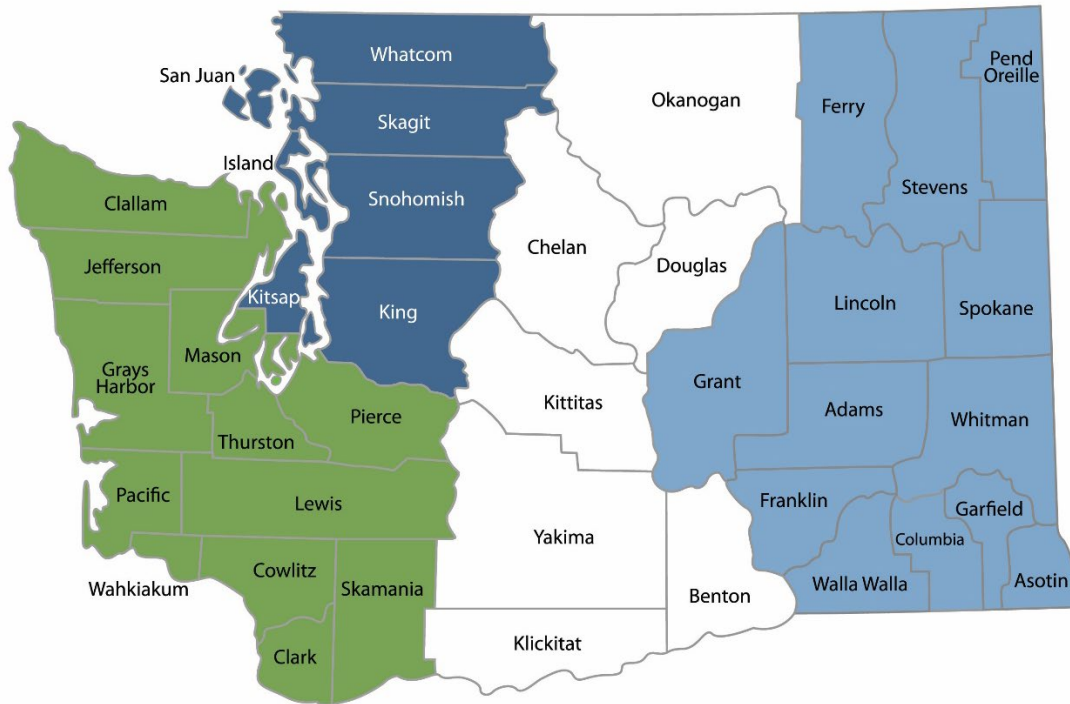 Whatcom
San Juan
Pend
Oreille
Okanogan
Ferry
Skagit
Island
Snohomish
Stevens
Clallam
Chelan
Douglas
Jefferson
Kitsap
King
Lincoln
Spokane
Mason
Grays
Harbor
Grant
Kittitas
Adams
Pierce
Whitman
Thurston
Pacific
Lewis
Franklin
Garfield
Yakima
Columbia
Cowlitz
Wahkiakum
Skamania
Walla Walla
Asotin
Benton
Klickitat
Clark